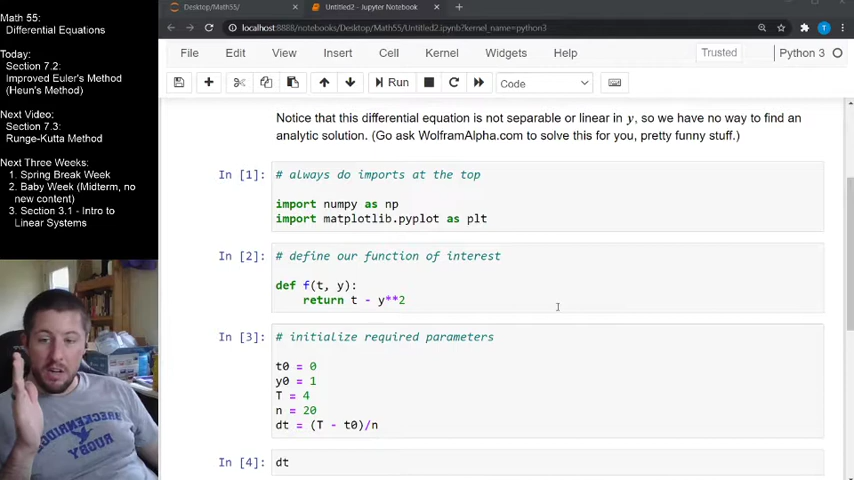 Math 55:
Differential Equations
Today:
Section 7.2:
Improved Euler's Method
(Heun's Method)
Next Video:
Section 7.3:
Runge-Kutta Method
Next Three Weeks:
1. Spring Break Week
2. Baby Week (Midterm, no
new content)
3. Section 3.1 - Intro to
Linear Systems
BRECKENRIDGE
RUGBY
Desktop/Math55/
Untitled2 - Jupyter Notebook
localhost:8888/notebooks/Desktop/Math55/Untitled2.ipynb?kernel_name=python3
T
File Edit View Insert Cell Kernel Widgets Help Trusted Python 3
Run Code
Notice that this differential equation is not separable or linear in y, so we have no way to find an
analytic solution. (Go ask WolframAlpha.com to solve this for you, pretty funny stuff.)
In [1]: # always do imports at the top
import numpy as np
import matplotlib.pyplot as plt
In [2]: # define our function of interest
def f(t, y):
return t - y**2
In [3]: # initialize required parameters
t0 = 0
y0 = 1
T = 4
n = 20
dt = (T - t0)/n
In [4]: dt